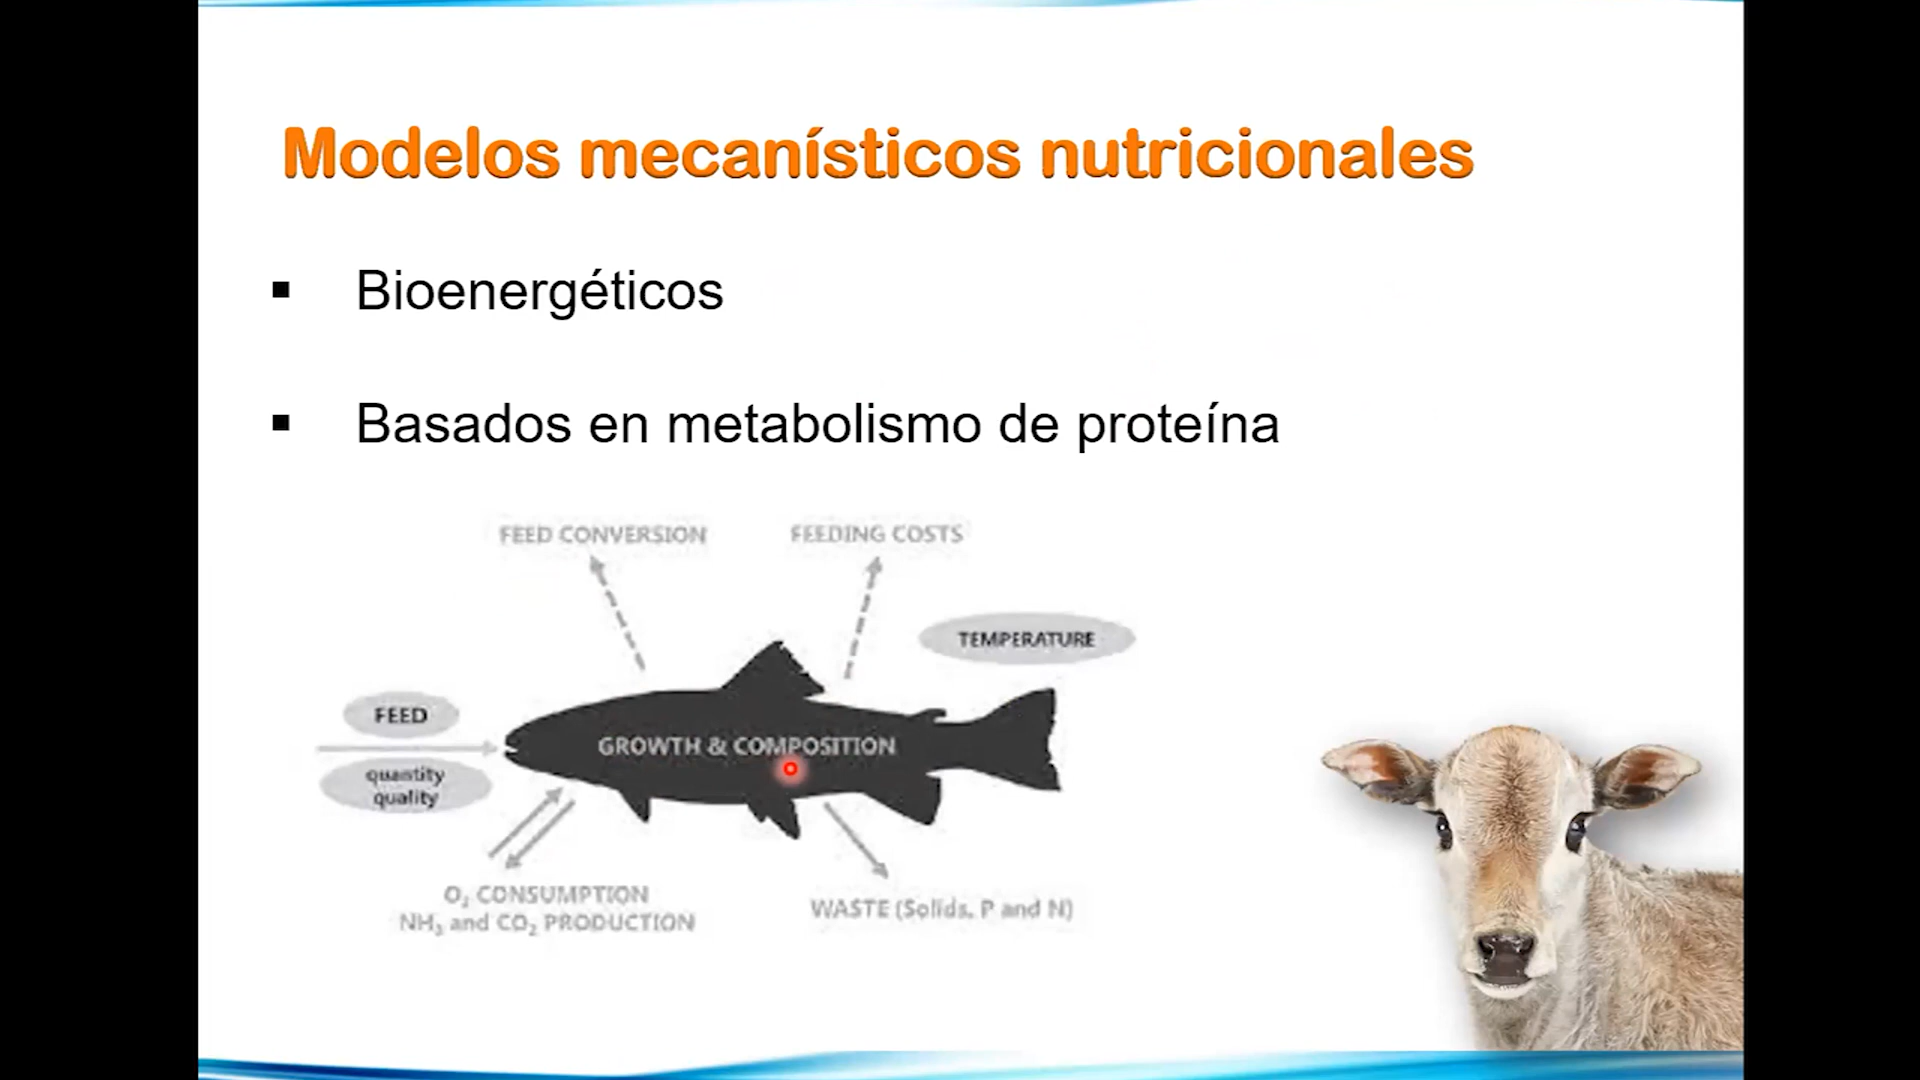 Modelos mecanísticos nutricionales
▪ Bioenergéticos
▪ Basados en metabolismo de proteína
FEED CONVERSION
FEEDING COSTS
TEMPERATURE
FEED
GROWTH & COMPOSITION
quantity
quality
O₂ CONSUMPTION
NH₃ and CO₂ PRODUCTION
WASTE (Solids, P and N)